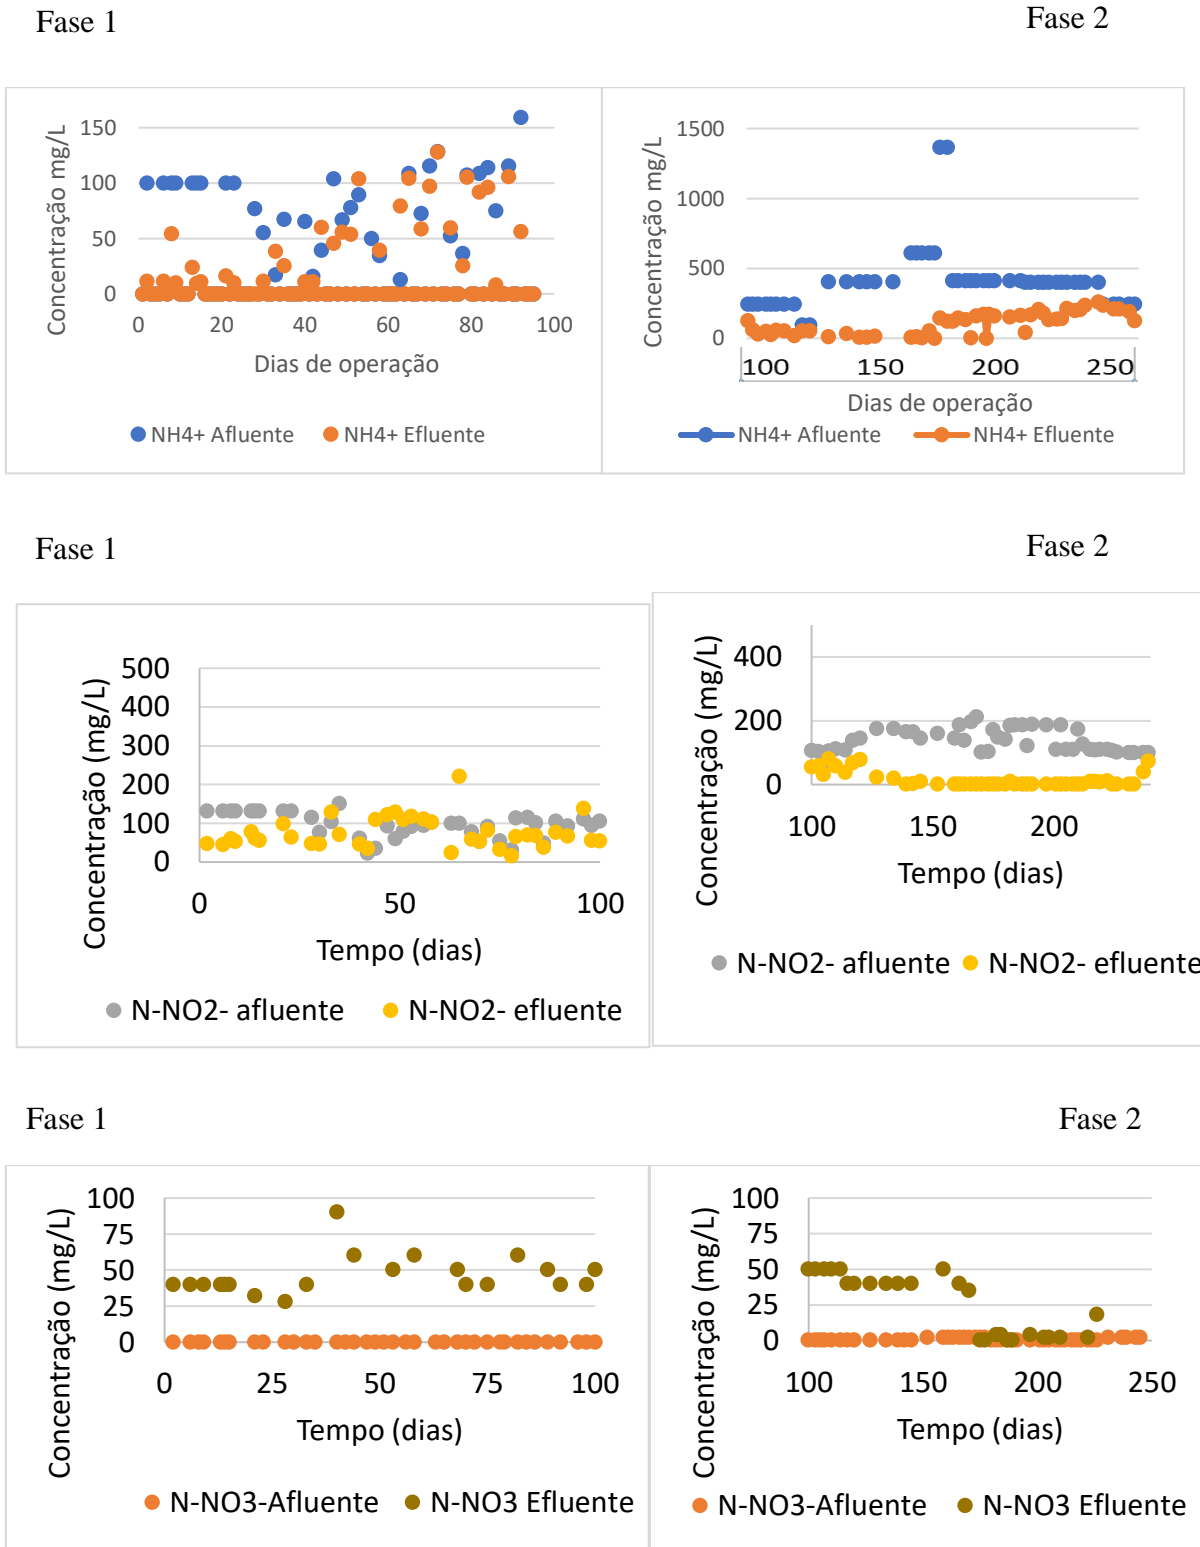 Fase 1
Fase 2
Concentração mg/L
150
100
50
0
0 20 40 60 80 100
Dias de operação
NH4+ Afluente NH4+ Efluente
Concentração mg/L
1500
1000
500
0
100 150 200 250
Dias de operação
NH4+ Afluente NH4+ Efluente
Fase 1
Fase 2
Concentração (mg/L)
500
400
300
200
100
0
0 50 100
Tempo (dias)
N-NO2- afluente N-NO2- efluente
Concentração (mg/L)
400
200
0
100 150 200
Tempo (dias)
N-NO2- afluente N-NO2- efluente
Fase 1
Fase 2
Concentração (mg/L)
100
75
50
25
0
0 25 50 75 100
Tempo (dias)
N-NO3-Afluente N-NO3 Efluente
Concentração (mg/L)
100
75
50
25
0
100 150 200 250
Tempo (dias)
N-NO3-Afluente N-NO3 Efluente